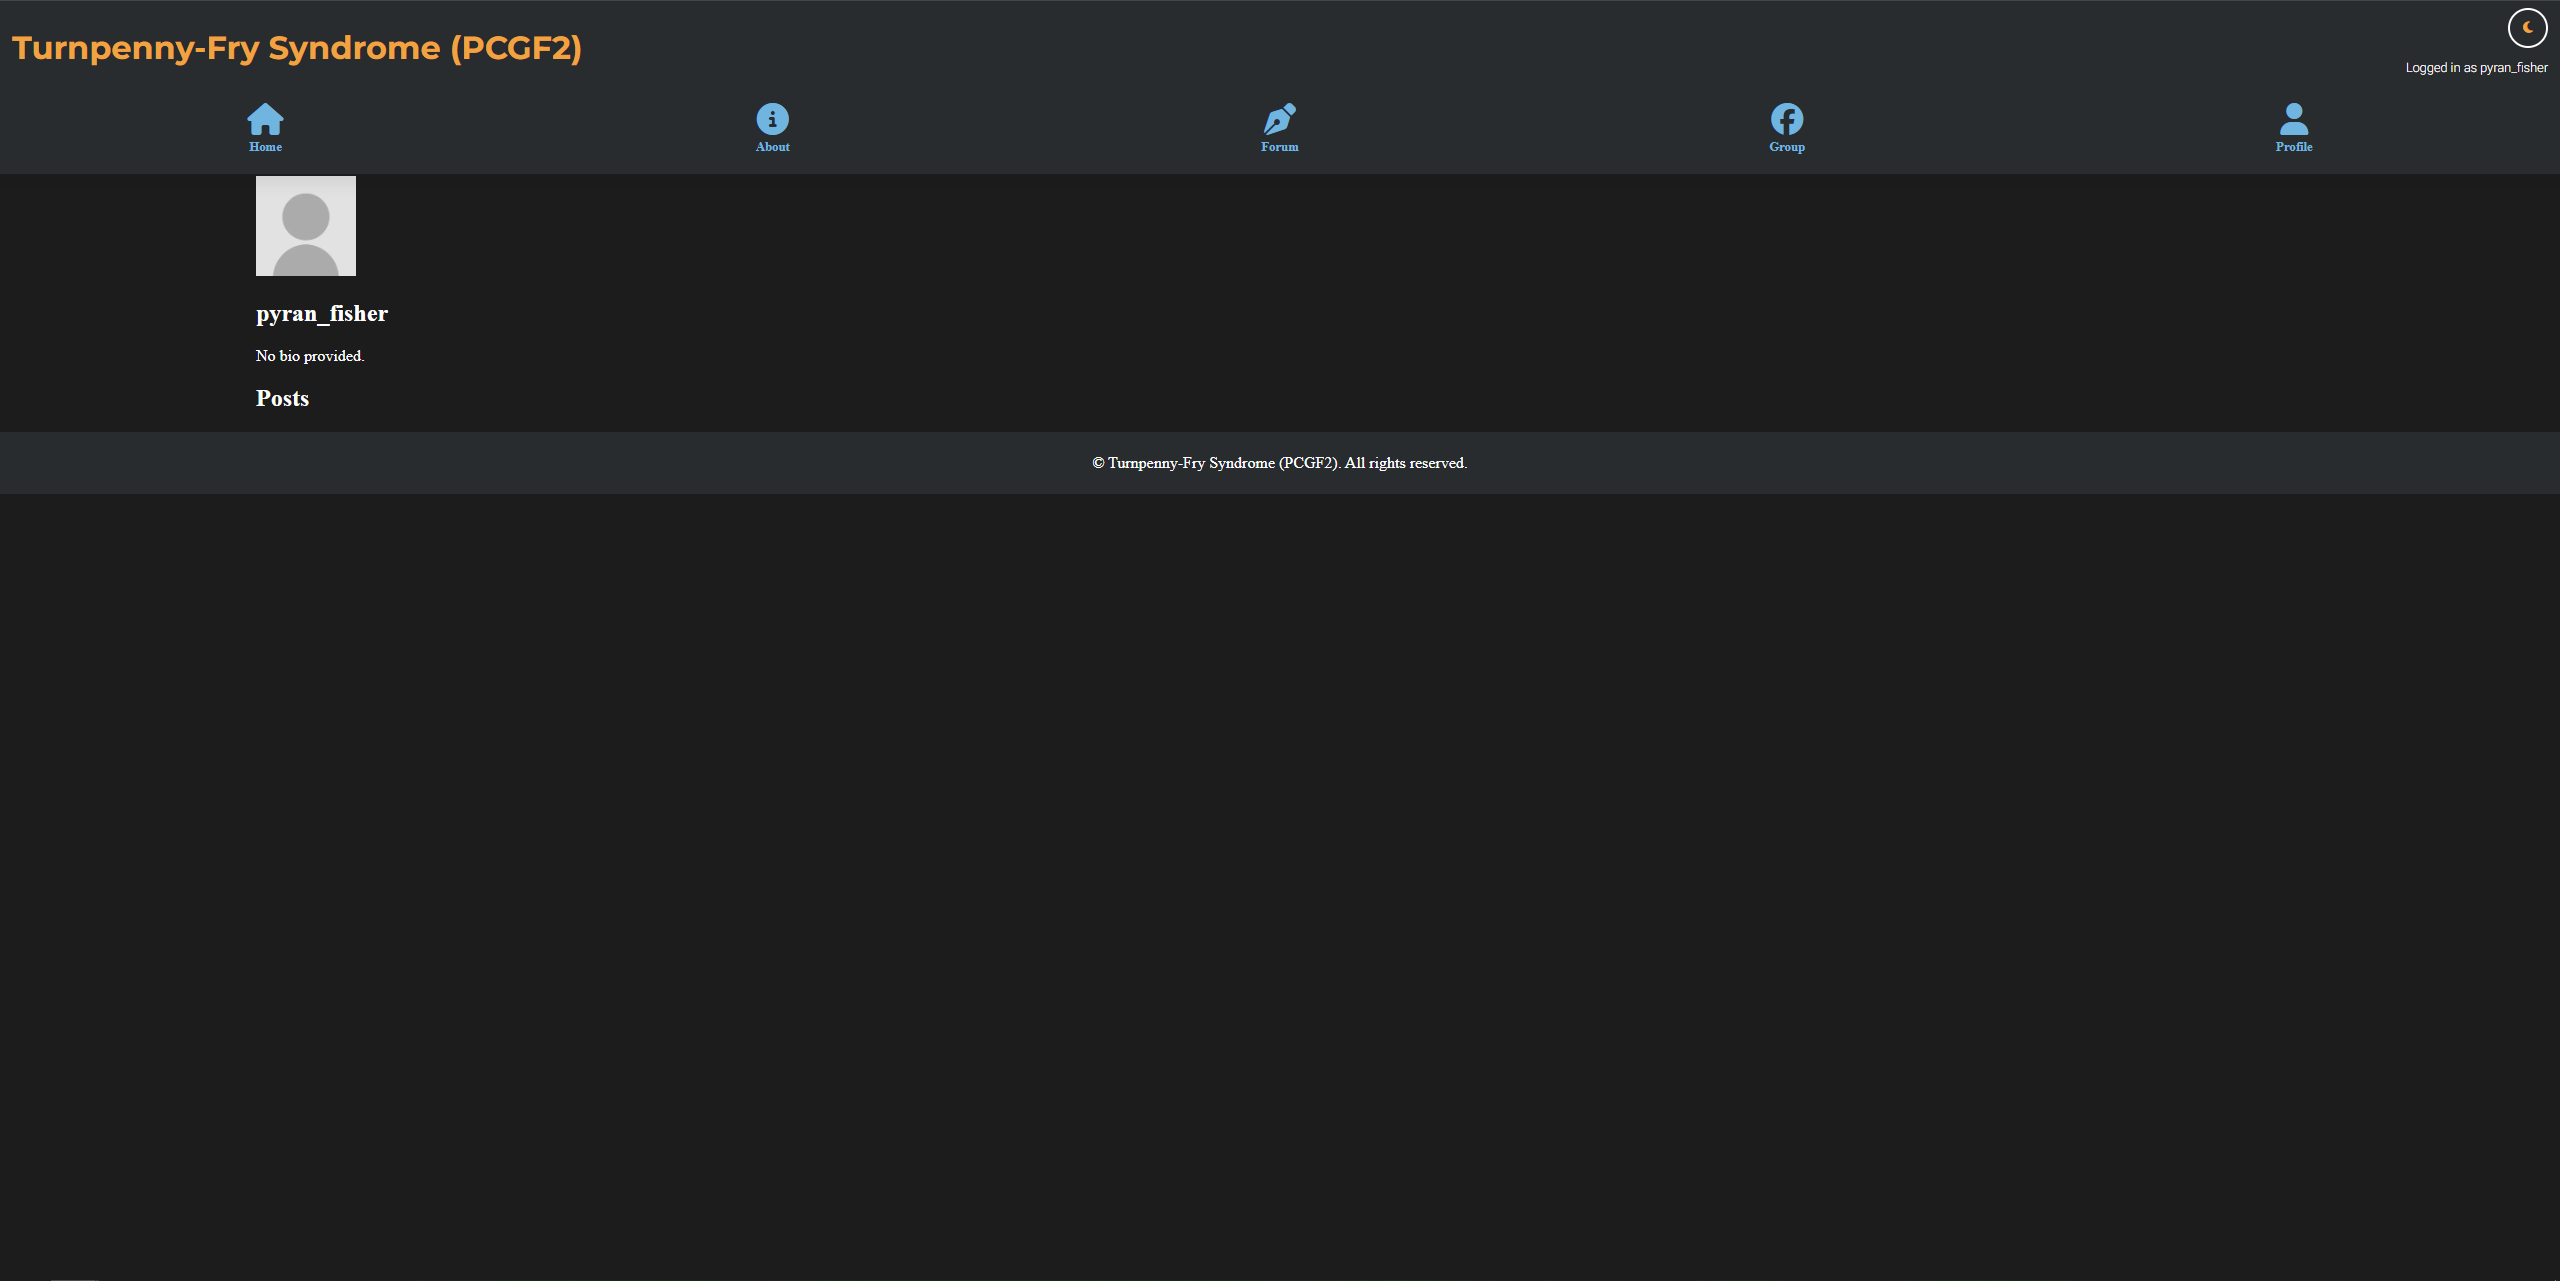 Turnpenny-Fry Syndrome (PCGF2)
Logged in as pyran_fisher
Home
About
Forum
Group
Profile
pyran_fisher
No bio provided.
Posts
© Turnpenny-Fry Syndrome (PCGF2). All rights reserved.